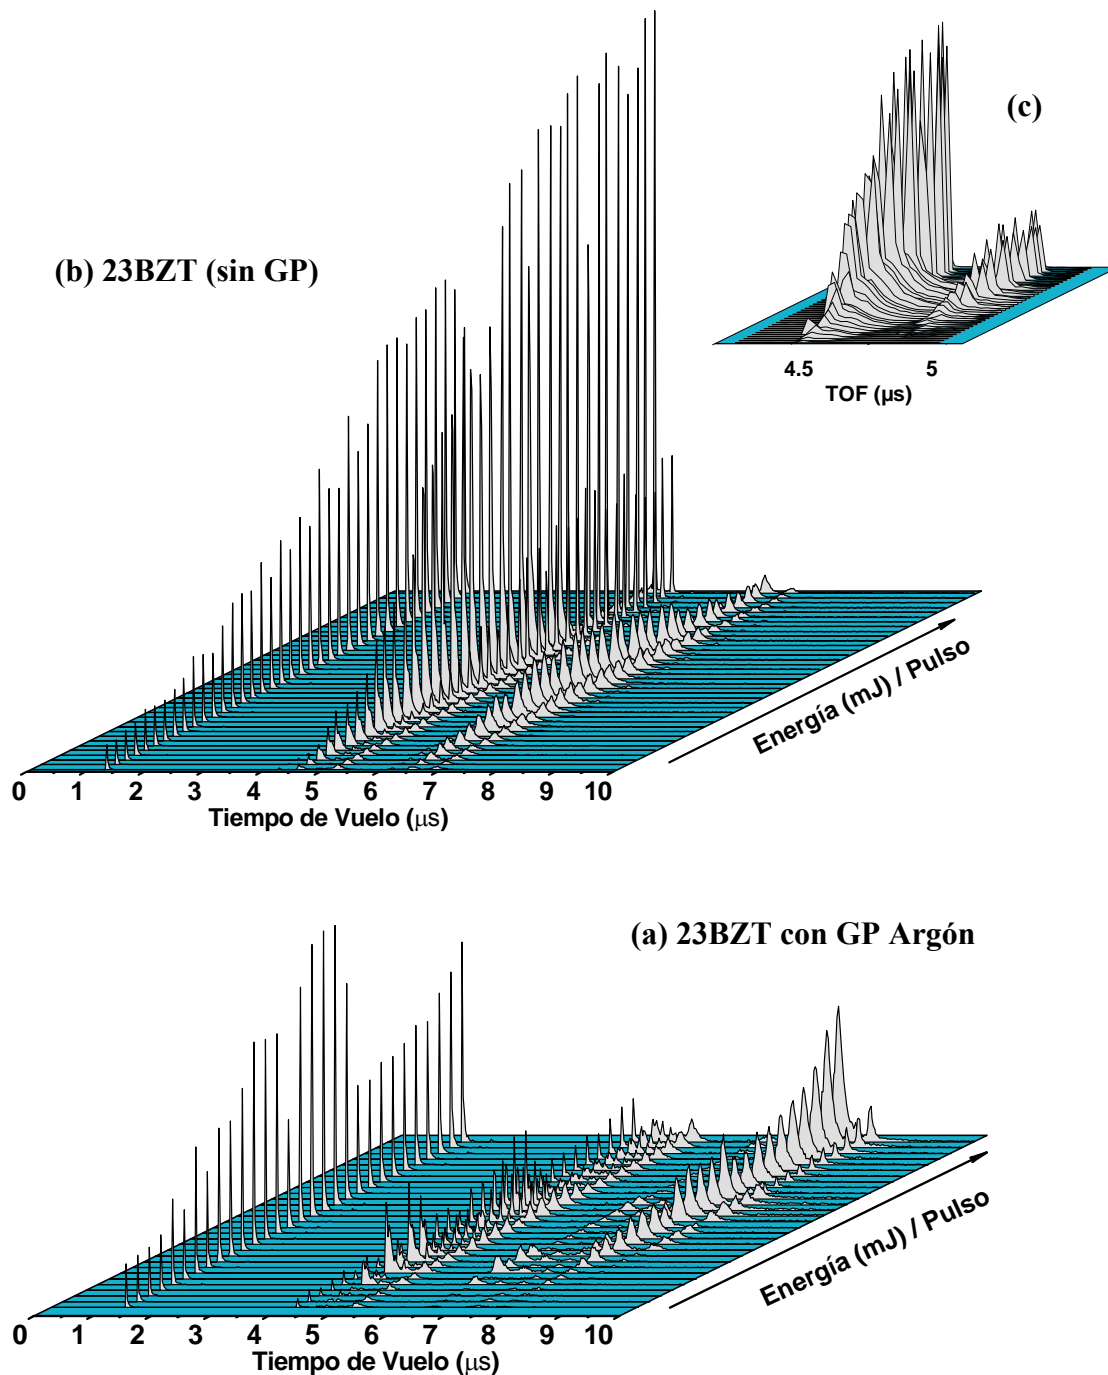 (c)
(b) 23BZT (sin GP)
4.5 5
TOF (µs)
Energía (mJ) / Pulso
0 1 2 3 4 5 6 7 8 9 10
Tiempo de Vuelo (µs)
(a) 23BZT con GP Argón
Energía (mJ) / Pulso
0 1 2 3 4 5 6 7 8 9 10
Tiempo de Vuelo (µs)